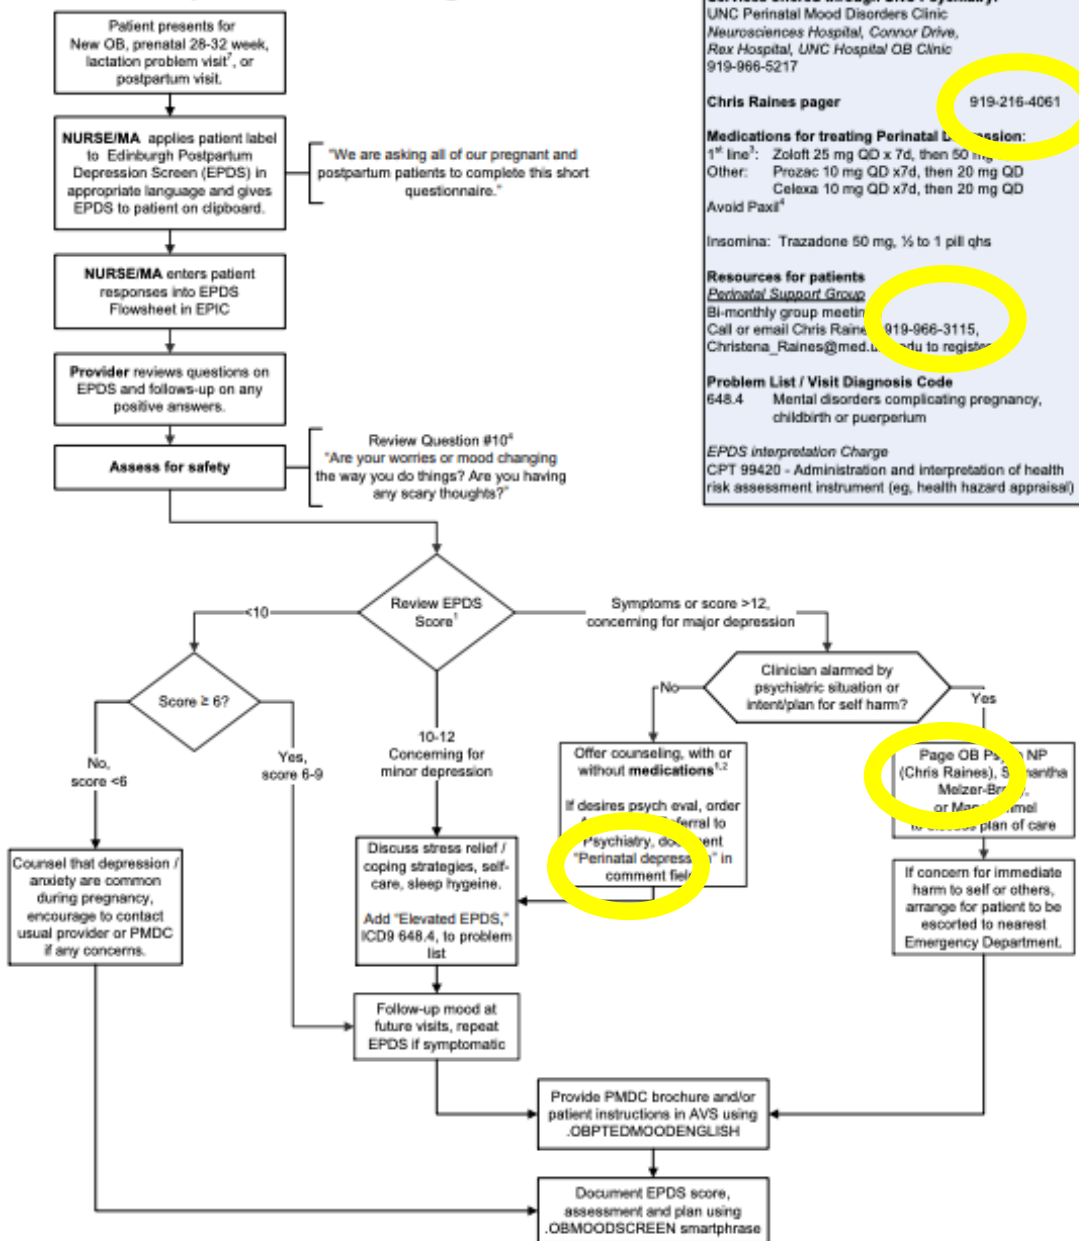 Patient presents for
New OB, prenatal 28-32 week,
lactation problem visit⁷, or
postpartum visit.
NURSE/MA applies patient label
to Edinburgh Postpartum
Depression Screen (EPDS) in
appropriate language and gives
EPDS to patient on clipboard.
"We are asking all of our pregnant and
postpartum patients to complete this short
questionnaire."
NURSE/MA enters patient
responses into EPDS
Flowsheet in EPIC
Provider reviews questions on
EPDS and follows-up on any
positive answers.
Assess for safety
Review Question #10⁴
"Are your worries or mood changing
the way you do things? Are you having
any scary thoughts?"
UNC Perinatal Mood Disorders Clinic
Neurosciences Hospital, Connor Drive,
Rex Hospital, UNC Hospital OB Clinic
919-966-5217
Chris Raines pager 919-216-4061
Medications for treating Perinatal Depression:
1st line³: Zoloft 25 mg QD x 7d, then 50 mg
Other: Prozac 10 mg QD x7d, then 20 mg QD
Celexa 10 mg QD x7d, then 20 mg QD
Avoid Paxil⁴
Insomina: Trazadone 50 mg, ½ to 1 pill qhs
Resources for patients
Perinatal Support Group
Bi-monthly group
Call or email Chris 919-966-3115,
to register
Problem List / Visit Diagnosis Code
648.4 Mental disorders complicating pregnancy,
childbirth or puerperium
EPDS interpretation Charge
CPT 99420 - Administration and interpretation of health
risk assessment instrument (eg, health hazard appraisal)
Review EPDS
Score¹
<10
Symptoms or score >12,
concerning for major depression
Score ≥ 6?
No,
score <6
Yes,
score 6-9
10-12
Concerning for
minor depression
Clinician alarmed by
psychiatric situation or
intent/plan for self harm?
No
Yes
Offer counseling, with or
without medications¹,²
If desires psych eval, order
to
Psychiatry, document
"Perinatal depression" in
comment field
Page OB NP
(Chris Raines),
or
plan of care
If concern for immediate
harm to self or others,
arrange for patient to be
escorted to nearest
Emergency Department.
Counsel that depression /
anxiety are common
during pregnancy,
encourage to contact
usual provider or PMDC
if any concerns.
Discuss stress relief /
coping strategies, self-
care, sleep hygeine.
Add "Elevated EPDS,"
ICD9 648.4, to problem
list
Follow-up mood at
future visits, repeat
EPDS if symptomatic
Provide PMDC brochure and/or
patient instructions in AVS using
.OBPTEDMOODENGLISH
Document EPDS score,
assessment and plan using
.OBMOODSCREEN smartphrase